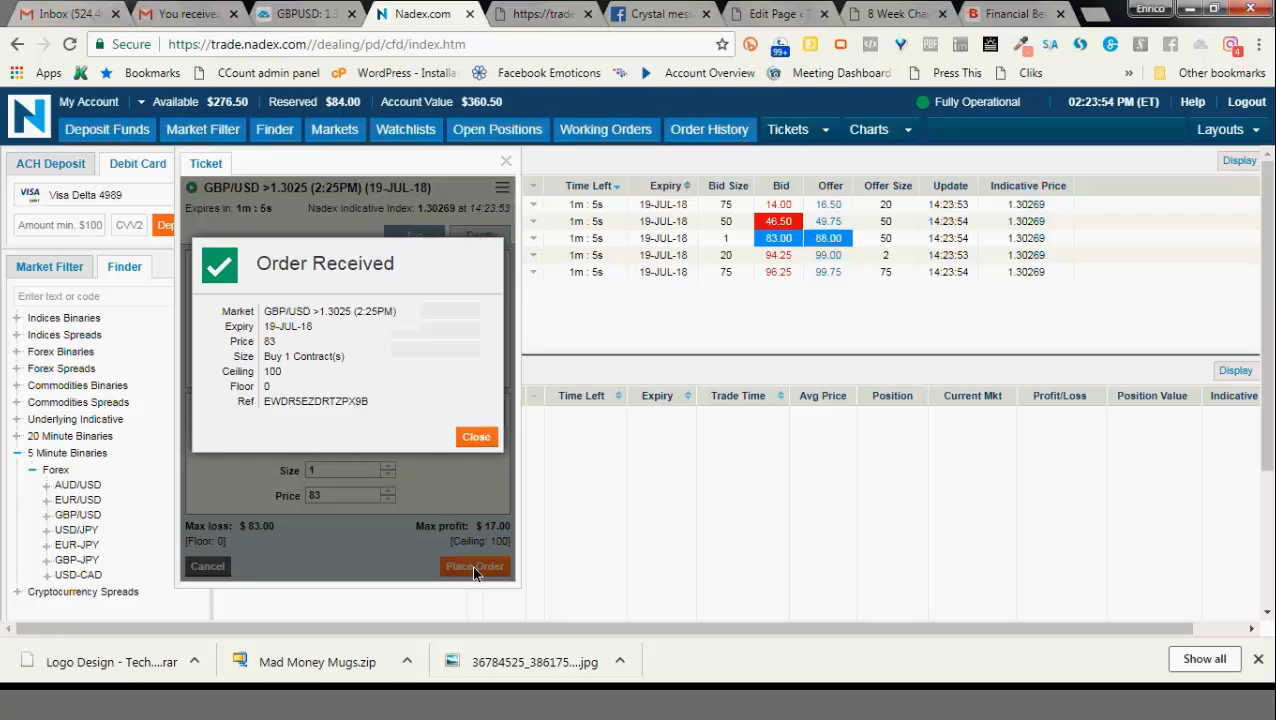 Inbox (524 4
You receive
GBPUSD: 1.3
Nadex.com
https://trade
Crystal mess
Edit Page ‹
8 Week Cha
Financial Be
Enrico
Secure
https://trade.nadex.com//dealing/pd/cfd/index.htm
99+
PDF
4
Apps
Bookmarks
CCount admin panel
cP WordPress - Installa
Facebook Emoticons
Account Overview
Meeting Dashboard
Press This
Cliks
»
Other bookmarks
My Account
Available $276.50
Reserved $84.00
Account Value $360.50
Fully Operational
02:23:54 PM (ET)
Help
Logout
N
Deposit Funds
Market Filter
Finder
Markets
Watchlists
Open Positions
Working Orders
Order History
Tickets
Charts
Layouts
ACH Deposit
Debit Card
VISA Visa Delta 4989
Amount min. $100
CV/2
Dep
Market Filter
Finder
Enter text or code
Indices Binaries
Indices Spreads
Forex Binaries
Forex Spreads
Commodities Binaries
Commodities Spreads
Underlying Indicative
20 Minute Binaries
5 Minute Binaries
Forex
AUD/USD
EUR/USD
GBP/USD
USD/JPY
EUR-JPY
GBP-JPY
USD-CAD
Cryptocurrency Spreads
Ticket
GBP/USD >1.3025 (2:25PM) (19-JUL-18)
Expires in: 1m : 5s
Nadex Indicative Index: 1.30269 at 14:23:53
Order Received
Market GBP/USD >1.3025 (2:25PM)
Expiry 19-JUL-18
Price 83
Size Buy 1 Contract(s)
Ceiling 100
Floor 0
Ref EWDR5EZDRTZPX9B
Close
Size 1
Price 83
Max loss: $ 83.00
Max profit: $ 17.00
[Floor: 0]
[Ceiling: 100]
Cancel
Place Order
Display
Time Left Expiry Bid Size Bid Offer Offer Size Update Indicative Price
1m : 5s 19-JUL-18 75 14.00 16.50 20 14:23:53 1.30269
1m : 5s 19-JUL-18 50 46.50 49.75 50 14:23:54 1.30269
1m : 5s 19-JUL-18 1 83.00 88.00 50 14:23:54 1.30269
1m : 5s 19-JUL-18 20 94.25 99.00 2 14:23:54 1.30269
1m : 5s 19-JUL-18 75 96.25 99.75 75 14:23:54 1.30269
Display
Time Left Expiry Trade Time Avg Price Position Current Mkt Profit/Loss Position Value Indicative
Logo Design - Tech....rar
Mad Money Mugs.zip
36784525_386175....jpg
Show all